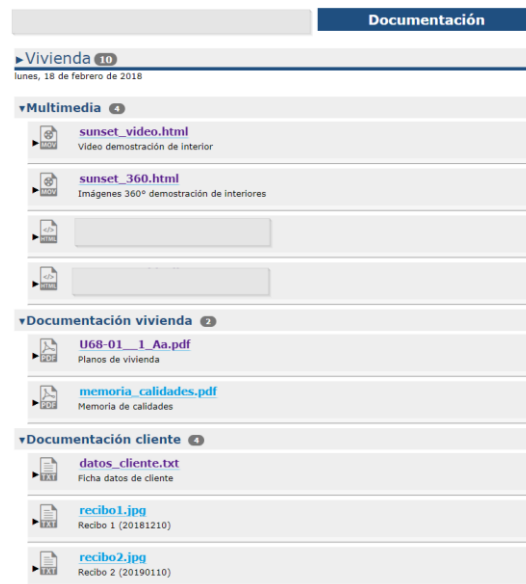 Documentación
▸Vivienda 10
lunes, 18 de febrero de 2018
▾Multimedia 4
MOV
sunset_video.html
Video demostración de interior
MOV
sunset_360.html
Imágenes 360º demostración de interiores
HTML
HTML
▾Documentación vivienda 2
PDF
U68-01__1_Aa.pdf
Planos de vivienda
PDF
memoria_calidades.pdf
Memoria de calidades
▾Documentación cliente 4
TXT
datos_cliente.txt
Ficha datos de cliente
TXT
recibo1.jpg
Recibo 1 (20181210)
TXT
recibo2.jpg
Recibo 2 (20190110)